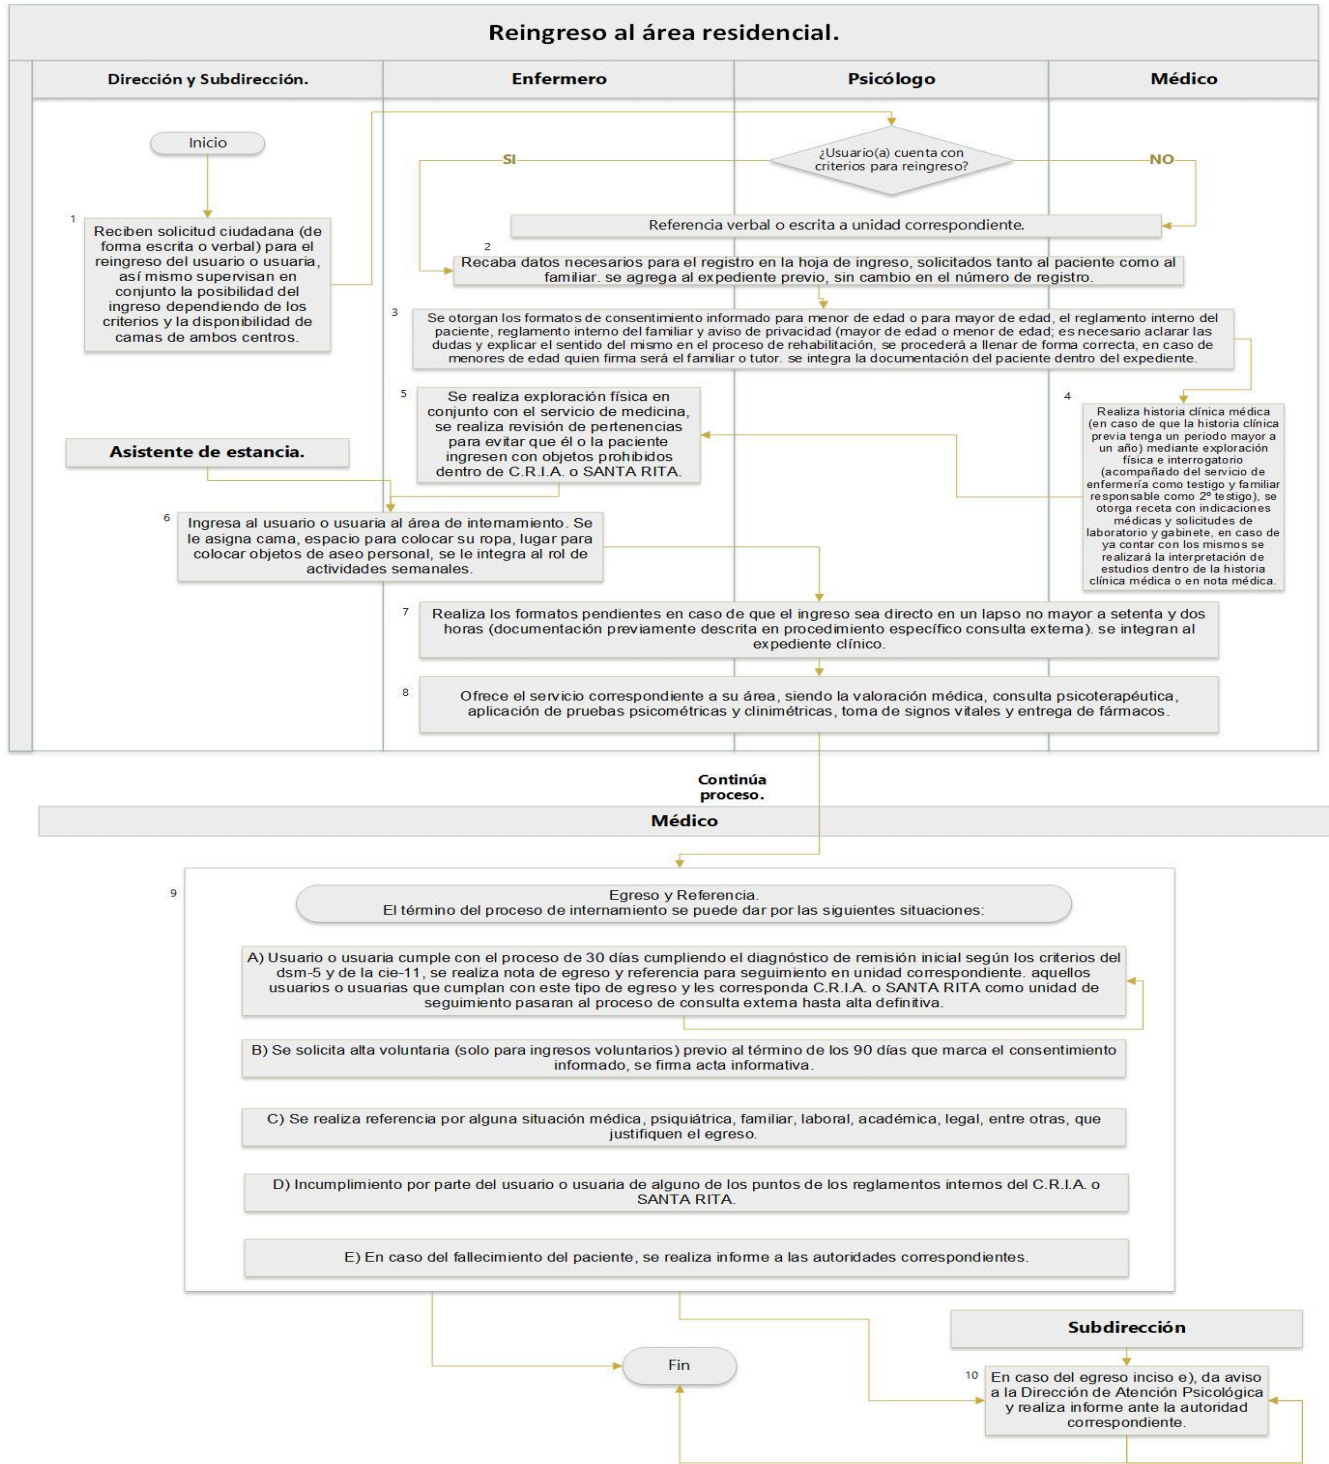 Reingreso al área residencial.
Dirección y Subdirección.
Enfermero
Psicólogo
Médico
Inicio
¿Usuario(a) cuenta con
criterios para reingreso?
SI
NO
1
Reciben solicitud ciudadana (de
forma escrita o verbal) para el
reingreso del usuario o usuaria,
así mismo supervisan en
conjunto la posibilidad del
ingreso dependiendo de los
criterios y la disponibilidad de
camas de ambos centros.
Referencia verbal o escrita a unidad correspondiente.
2
Recaba datos necesarios para el registro en la hoja de ingreso, solicitados tanto al paciente como al
familiar. se agrega al expediente previo, sin cambio en el número de registro.
3
Se otorgan los formatos de consentimiento informado para menor de edad o para mayor de edad, el reglamento interno del
paciente, reglamento interno del familiar y aviso de privacidad (mayor de edad o menor de edad; es necesario aclarar las
dudas y explicar el sentido del mismo en el proceso de rehabilitación, se procederá a llenar de forma correcta, en caso de
menores de edad quien firma será el familiar o tutor. se integra la documentación del paciente dentro del expediente.
4
Realiza historia clínica médica
(en caso de que la historia clínica
previa tenga un periodo mayor a
un año) mediante exploración
física e interrogatorio
(acompañado del servicio de
enfermería como testigo y familiar
responsable como 2º testigo), se
otorga receta con indicaciones
médicas y solicitudes de
laboratorio y gabinete, en caso de
ya contar con los mismos se
realizará la interpretación de
estudios dentro de la historia
clínica médica o en nota médica.
5
Se realiza exploración física en
conjunto con el servicio de medicina,
se realiza revisión de pertenencias
para evitar que él o la paciente
ingresen con objetos prohibidos
dentro de C.R.I.A. o SANTA RITA.
Asistente de estancia.
6
Ingresa al usuario o usuaria al área de internamiento. Se
le asigna cama, espacio para colocar su ropa, lugar para
colocar objetos de aseo personal, se le integra al rol de
actividades semanales.
7
Realiza los formatos pendientes en caso de que el ingreso sea directo en un lapso no mayor a setenta y dos
horas (documentación previamente descrita en procedimiento específico consulta externa). se integran al
expediente clínico.
8
Ofrece el servicio correspondiente a su área, siendo la valoración médica, consulta psicoterapéutica,
aplicación de pruebas psicométricas y clinimétricas, toma de signos vitales y entrega de fármacos.
Continúa
proceso.
Médico
9
Egreso y Referencia.
El término del proceso de internamiento se puede dar por las siguientes situaciones:
A) Usuario o usuaria cumple con el proceso de 30 días cumpliendo el diagnóstico de remisión inicial según los criterios del
dsm-5 y de la cie-11, se realiza nota de egreso y referencia para seguimiento en unidad correspondiente. aquellos
usuarios o usuarias que cumplan con este tipo de egreso y les corresponda C.R.I.A. o SANTA RITA como unidad de
seguimiento pasaran al proceso de consulta externa hasta alta definitiva.
B) Se solicita alta voluntaria (solo para ingresos voluntarios) previo al término de los 90 días que marca el consentimiento
informado, se firma acta informativa.
C) Se realiza referencia por alguna situación médica, psiquiátrica, familiar, laboral, académica, legal, entre otras, que
justifiquen el egreso.
D) Incumplimiento por parte del usuario o usuaria de alguno de los puntos de los reglamentos internos del C.R.I.A. o
SANTA RITA.
E) En caso del fallecimiento del paciente, se realiza informe a las autoridades correspondientes.
Subdirección
Fin
10
En caso del egreso inciso e), da aviso
a la Dirección de Atención Psicológica
y realiza informe ante la autoridad
correspondiente.